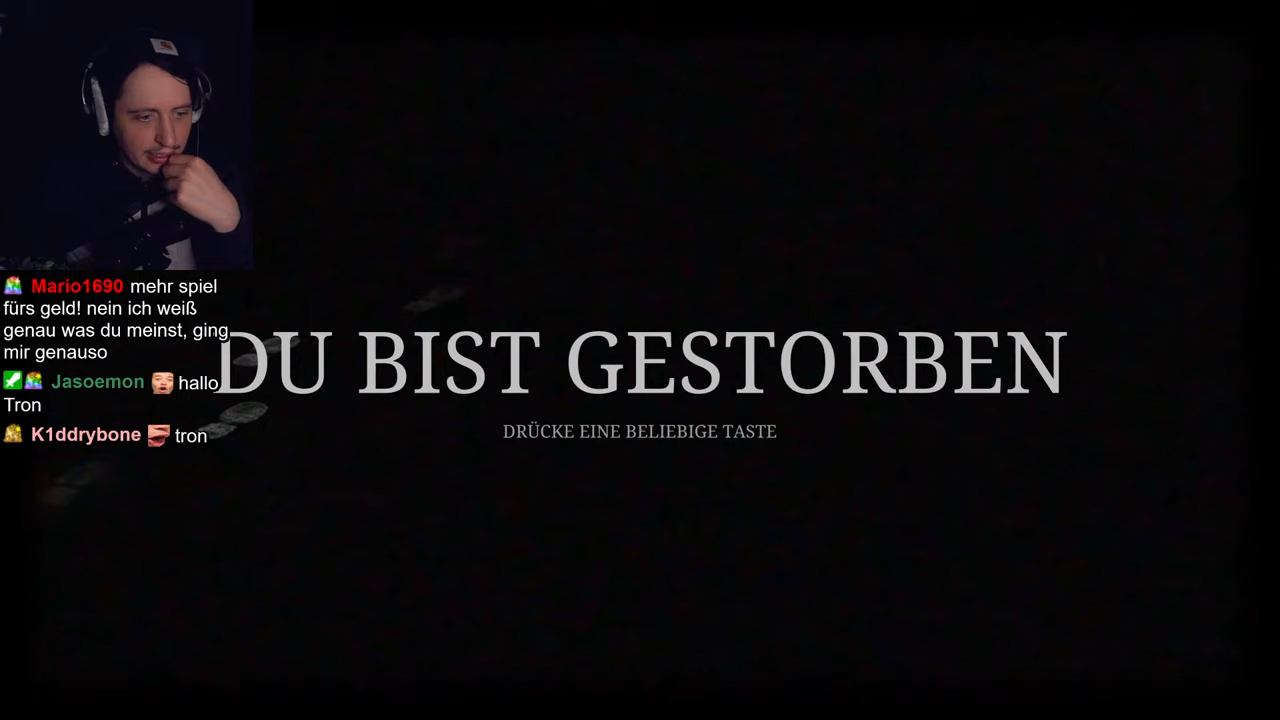 Mario1690 mehr spiel
fürs geld! nein ich weiß
genau was du meinst, ging
mir genauso
Jasoemon hallo
Tron
K1ddrybone tron
DU BIST GESTORBEN
DRÜCKE EINE BELIEBIGE TASTE